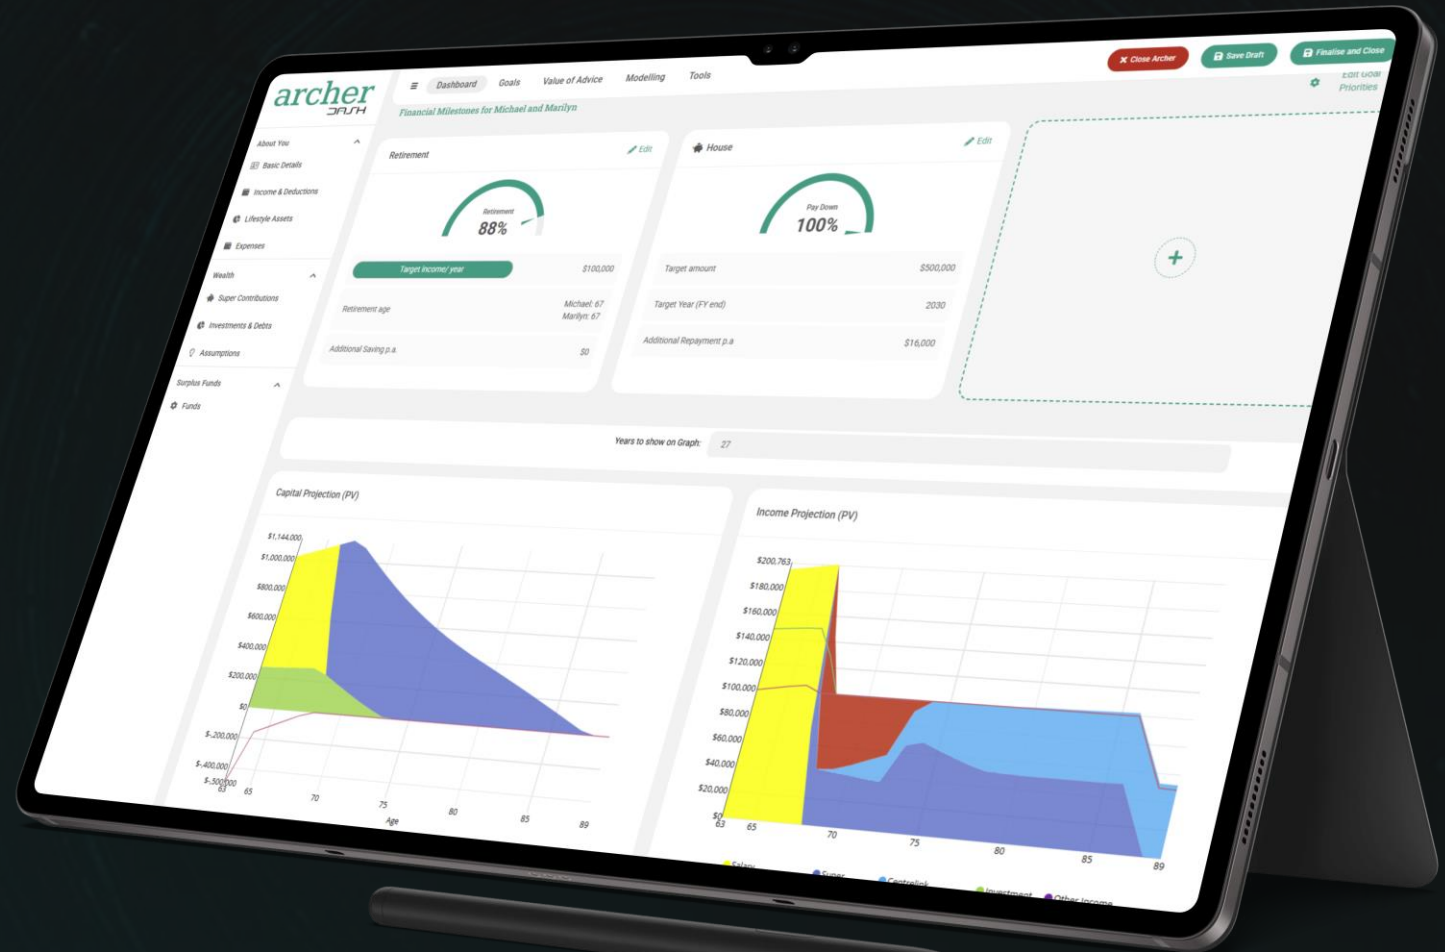 archer
DASH
Dashboard
Goals
Value of Advice
Modelling
Tools
Close Archer
Save Draft
Finalise and Close
Edit Goal
Priorities
Financial Milestones for Michael and Marilyn
About You
Basic Details
Income & Deductions
Lifestyle Assets
Expenses
Wealth
Super Contributions
Investments & Debts
Assumptions
Surplus Funds
Funds
Retirement
Edit
Retirement
88%
Target Income/ year
$100,000
Retirement age
Michael: 67
Marilyn: 67
Additional Saving p.a.
$0
House
Edit
Pay Down
100%
Target amount
$500,000
Target Year (FY end)
2030
Additional Repayment p.a
$16,000
+
Years to show on Graph:
27
Capital Projection (PV)
$1,144,000
$1,000,000
$800,000
$600,000
$400,000
$200,000
$0
$-,200,000
$-,400,000
$-,500,000
63
65
70
75
80
85
89
Age
Income Projection (PV)
$200,763
$180,000
$160,000
$140,000
$120,000
$100,000
$80,000
$60,000
$40,000
$20,000
$0
63
65
70
75
80
85
89
Salary
Super
Centrelink
Investment
Other Income